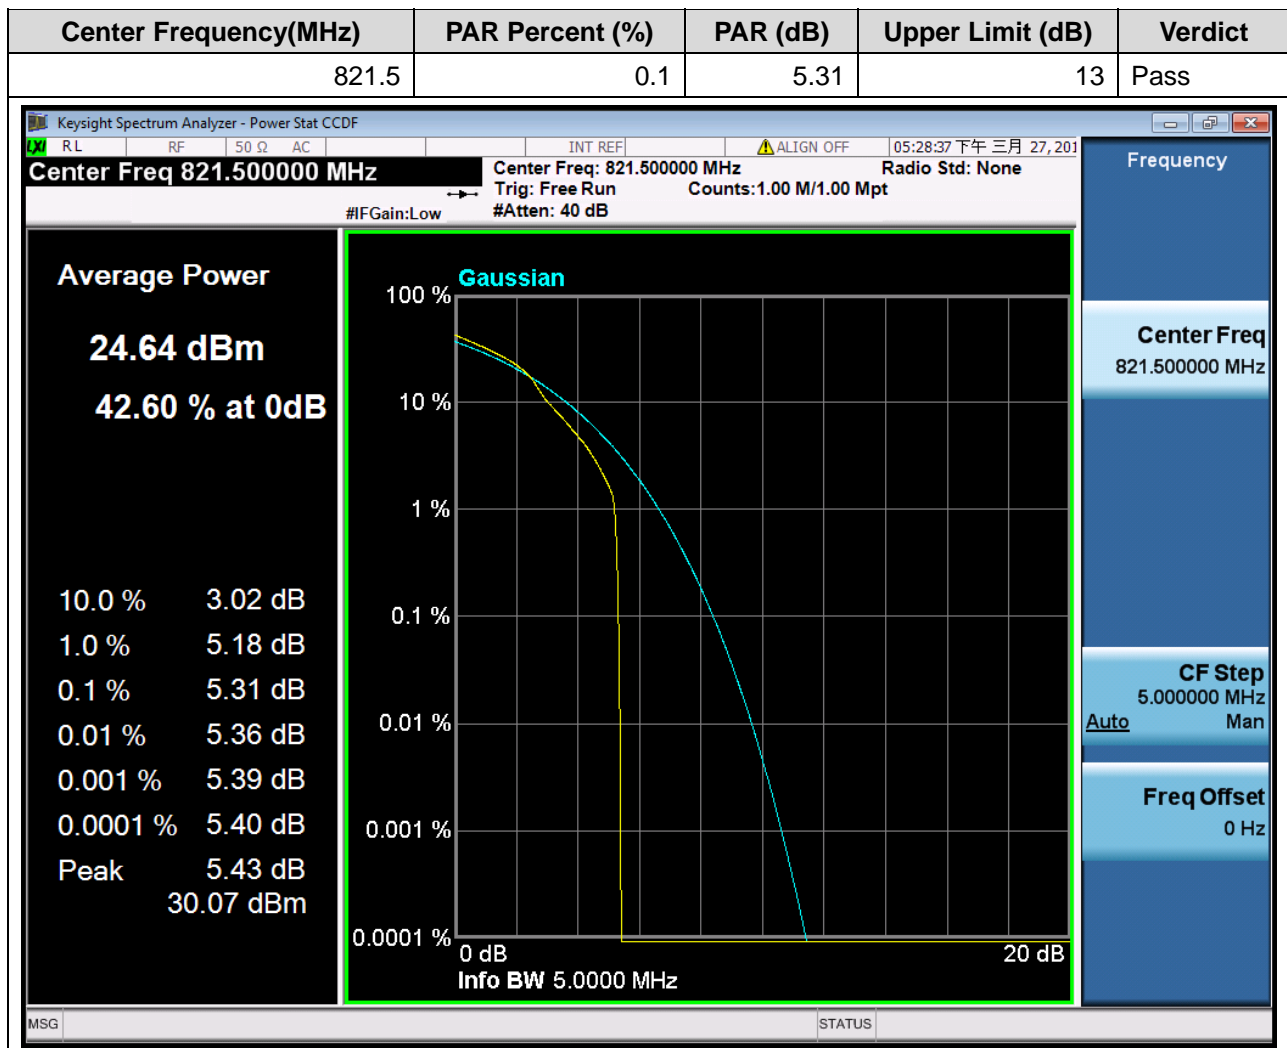 Center Frequency(MHz) PAR Percent (%) PAR (dB) Upper Limit (dB) Verdict
821.5 0.1 5.31 13 Pass
Keysight Spectrum Analyzer - Power Stat CCDF
LXI RL RF 50 Ω AC INT REF ALIGN OFF 05:28:37 下午 三月 27, 201
Center Freq 821.500000 MHz
Center Freq: 821.500000 MHz Radio Std: None
Trig: Free Run Counts:1.00 M/1.00 Mpt
#IFGain:Low #Atten: 40 dB
Average Power
24.64 dBm
42.60 % at 0dB
10.0 % 3.02 dB
1.0 % 5.18 dB
0.1 % 5.31 dB
0.01 % 5.36 dB
0.001 % 5.39 dB
0.0001 % 5.40 dB
Peak 5.43 dB
30.07 dBm
Gaussian
100 %
10 %
1 %
0.1 %
0.01 %
0.001 %
0.0001 %
0 dB 20 dB
Info BW 5.0000 MHz
Frequency
Center Freq
821.500000 MHz
CF Step
5.000000 MHz
Auto Man
Freq Offset
0 Hz
MSG STATUS